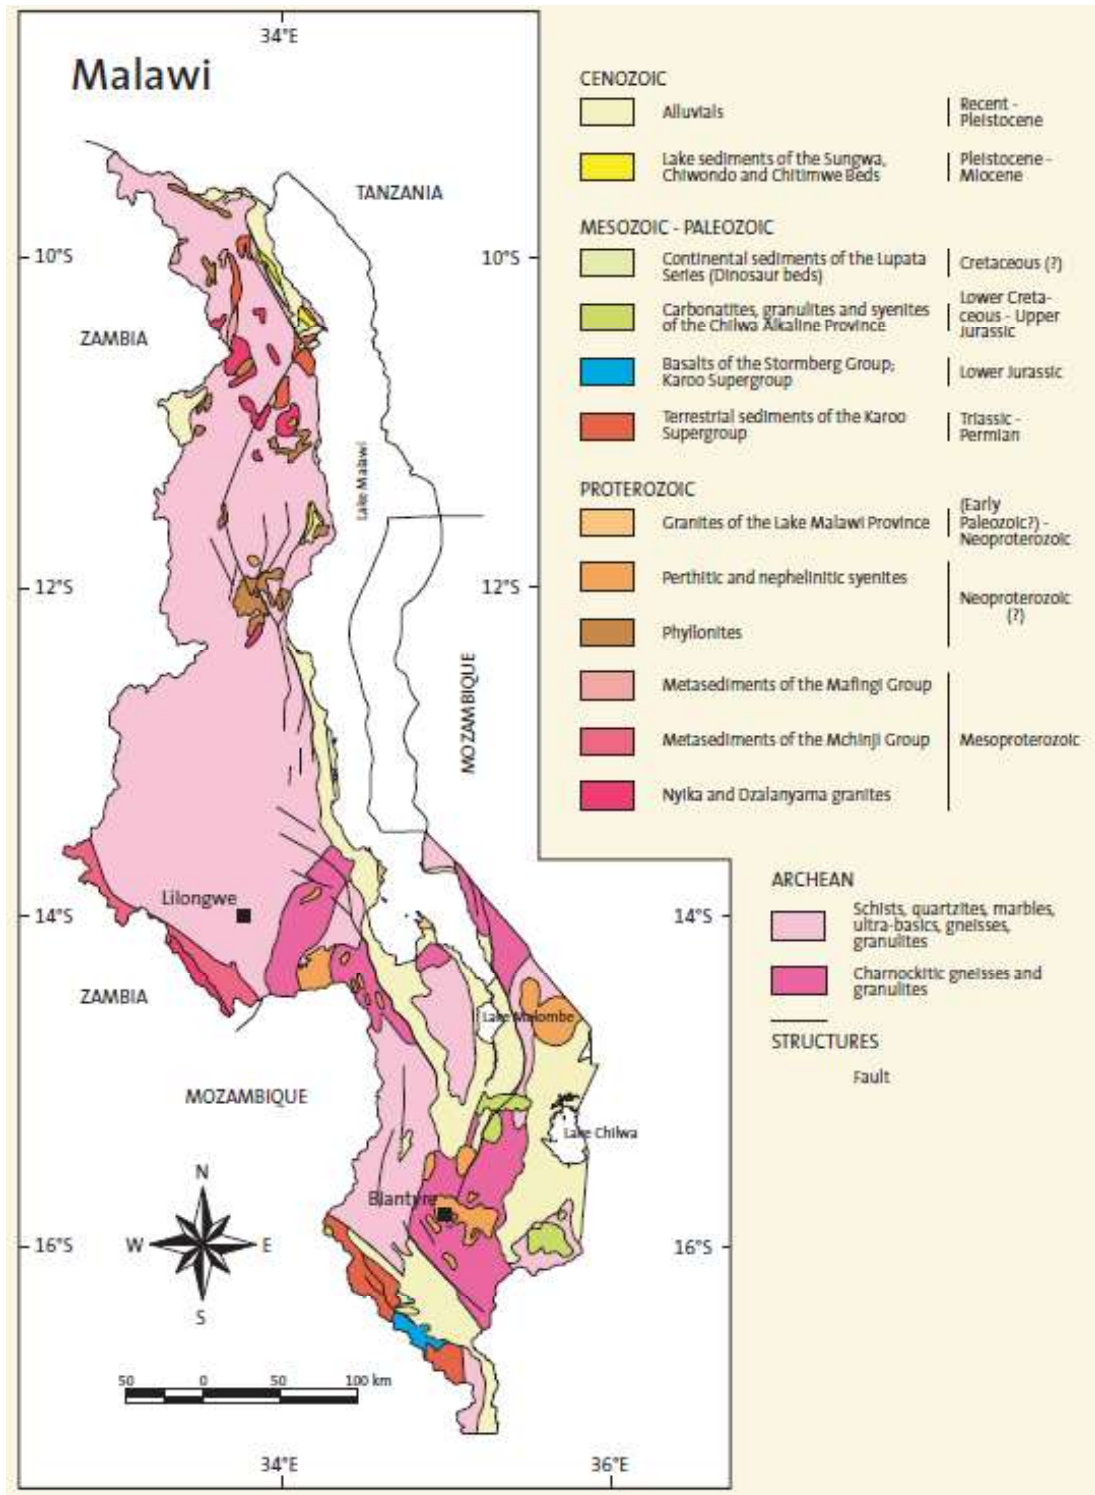 34°E
Malawi
TANZANIA
10°S
10°S
ZAMBIA
Lake Malawi
12°S
12°S
MOZAMBIQUE
Lilongwe
14°S
14°S
ZAMBIA
Lake Malombe
MOZAMBIQUE
Lake Chilwa
N
Blantyre
W
E
16°S
16°S
S
50
0
50
100 km
34°E
36°E
CENOZOIC
Alluvials
Recent -
Pleistocene
Lake sediments of the Sungwa,
Chiwondo and Chitimwe Beds
Pleistocene -
Miocene
MESOZOIC - PALEOZOIC
Continental sediments of the Lupata
Series (Dinosaur beds)
Cretaceous (?)
Carbonatites, granulites and syenites
of the Chilwa Alkaline Province
Lower Creta-
ceous - Upper
Jurassic
Basalts of the Stormberg Group;
Karoo Supergroup
Lower Jurassic
Terrestrial sediments of the Karoo
Supergroup
Triassic -
Permian
PROTEROZOIC
Granites of the Lake Malawi Province
(Early
Paleozoic?) -
Neoproterozoic
Perthitic and nephelinitic syenites
Neoproterozoic
(?)
Phyllonites
Metasediments of the Mafingi Group
Metasediments of the Mchinji Group
Mesoproterozoic
Nyika and Dzalanyama granites
ARCHEAN
Schists, quartzites, marbles,
ultra-basics, gneisses,
granulites
Charnockitic gneisses and
granulites
STRUCTURES
Fault